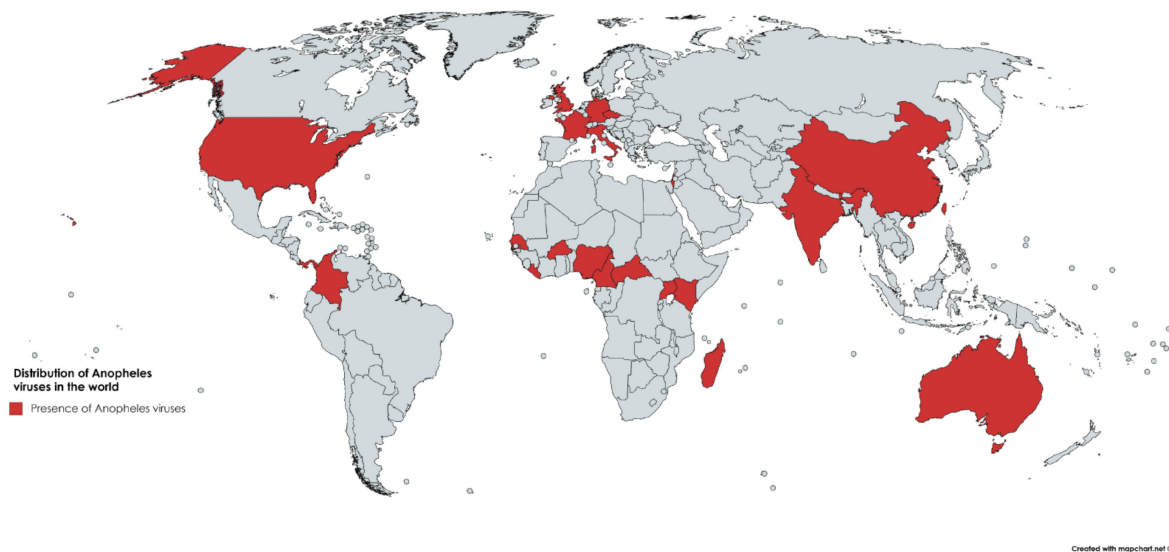 Distribution of Anopheles
viruses in the world
Presence of Anopheles viruses
Created with mapchart.net